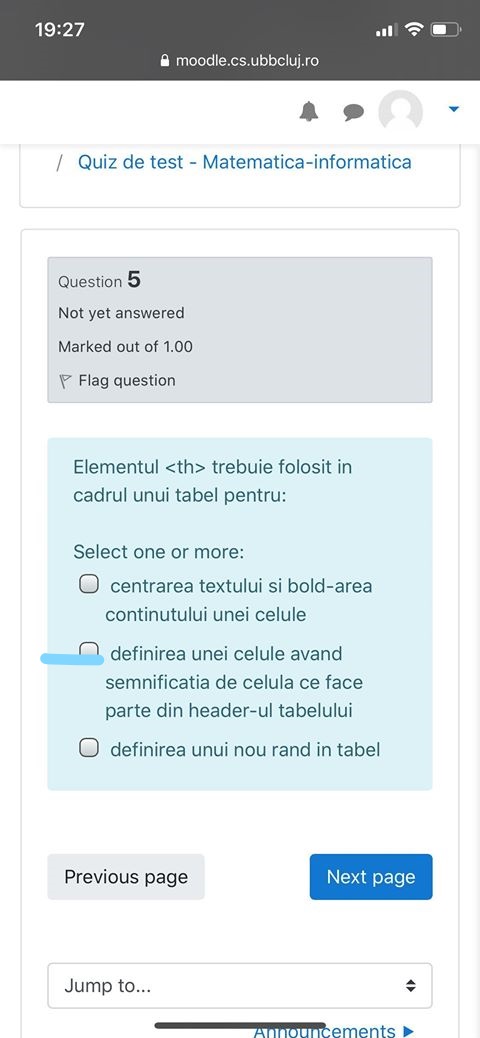 19:27
moodle.cs.ubbcluj.ro
/ Quiz de test - Matematica-informatica
Question 5
Not yet answered
Marked out of 1.00
Flag question
Elementul <th> trebuie folosit in
cadrul unui tabel pentru:
Select one or more:
centrarea textului si bold-area
continutului unei celule
definirea unei celule avand
semnificatia de celula ce face
parte din header-ul tabelului
definirea unui nou rand in tabel
Previous page
Next page
Jump to...
Announcements